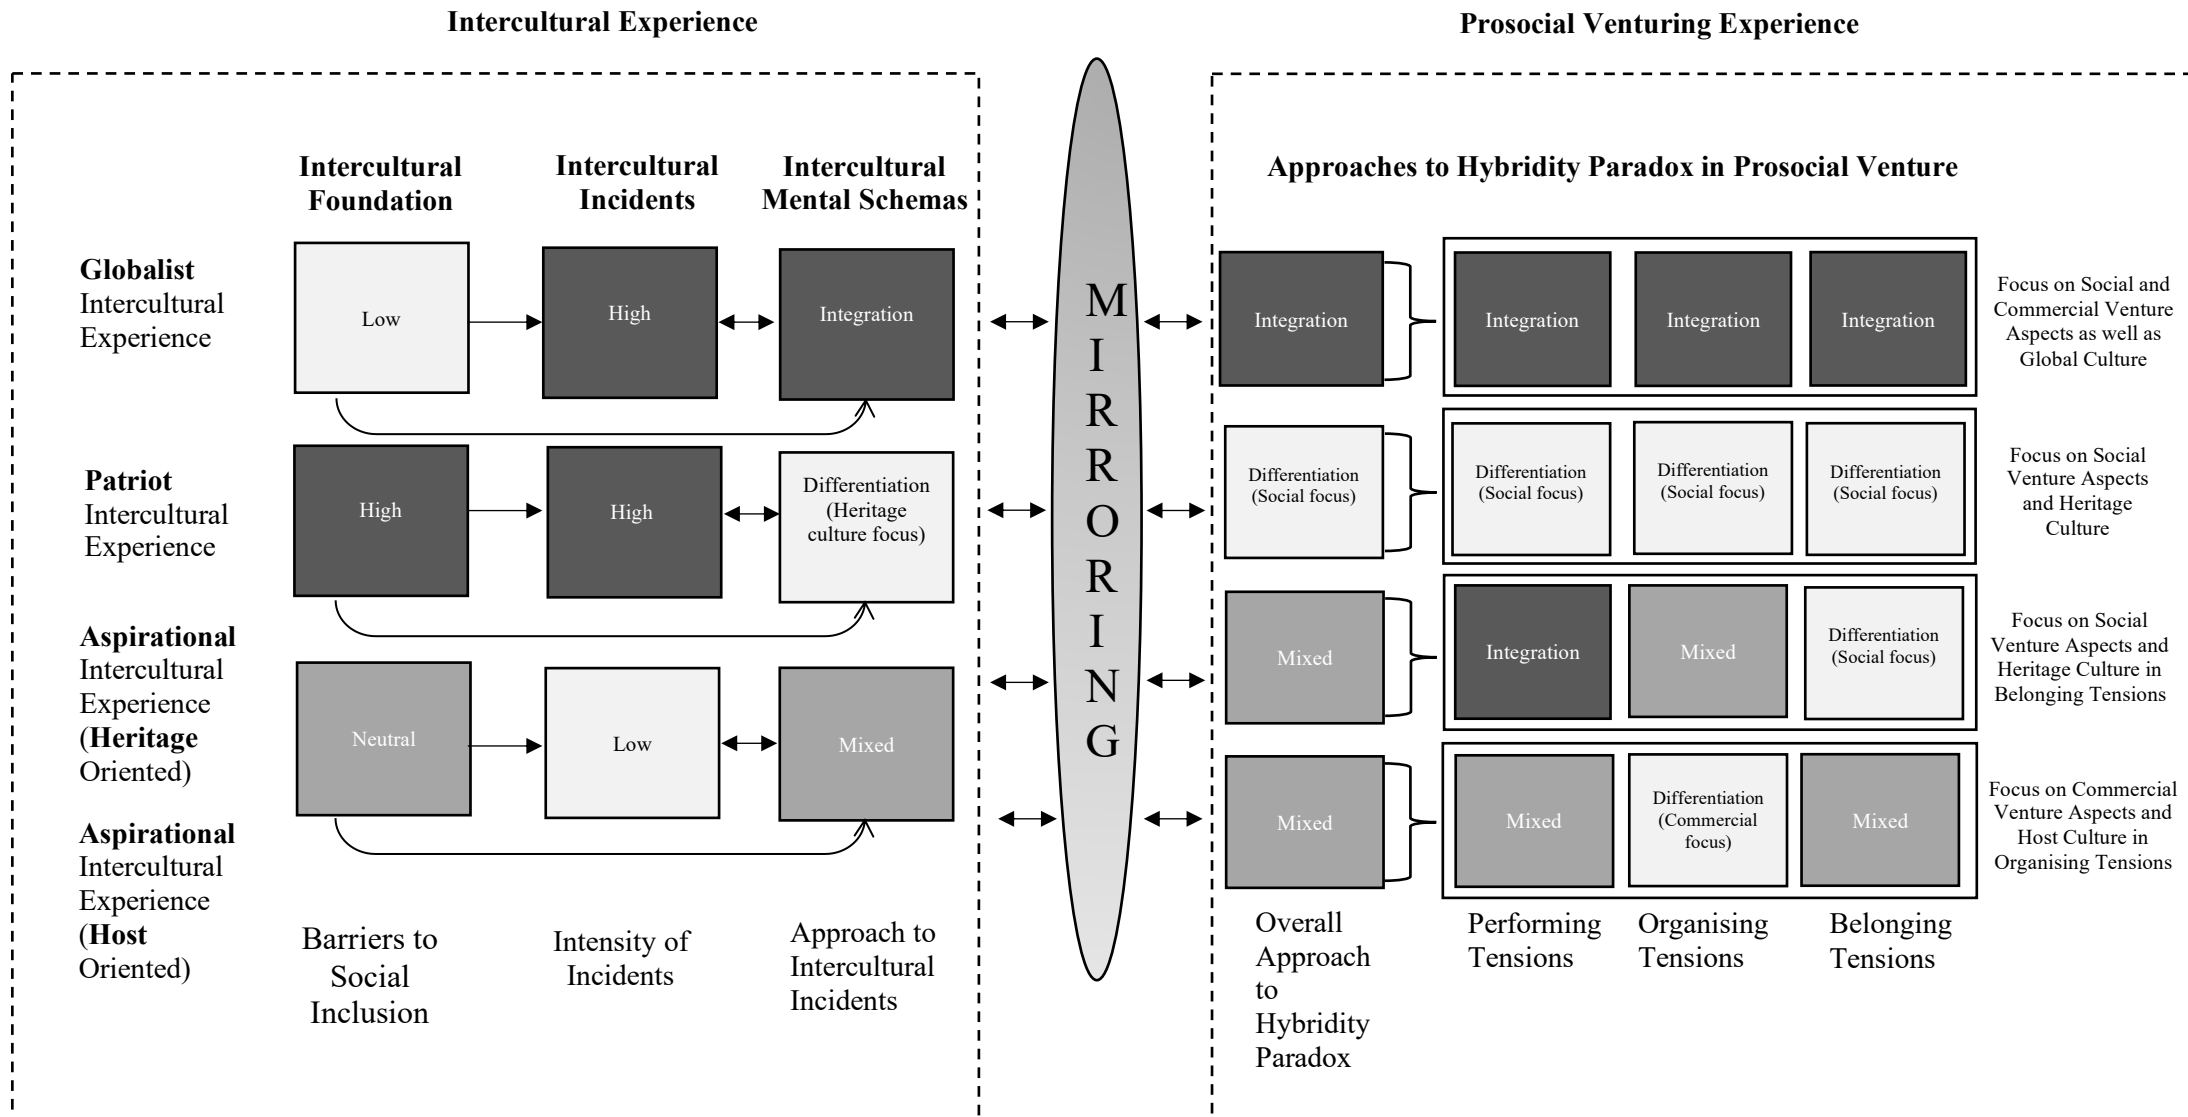 Intercultural Experience
Prosocial Venturing Experience
Intercultural
Foundation
Intercultural
Incidents
Intercultural
Mental Schemas
Approaches to Hybridity Paradox in Prosocial Venture
Globalist
Intercultural
Experience
Low
High
Integration
Integration
Integration
Integration
Integration
Focus on Social and
Commercial Venture
Aspects as well as
Global Culture
Patriot
Intercultural
Experience
High
High
Differentiation
(Heritage
culture focus)
Differentiation
(Social focus)
Differentiation
(Social focus)
Differentiation
(Social focus)
Differentiation
(Social focus)
Focus on Social
Venture Aspects
and Heritage
Culture
Aspirational
Intercultural
Experience
(Heritage
Oriented)
Neutral
Low
Mixed
Mixed
Integration
Mixed
Differentiation
(Social focus)
Focus on Social
Venture Aspects and
Heritage Culture in
Belonging Tensions
Aspirational
Intercultural
Experience
(Host
Oriented)
Mixed
Mixed
Differentiation
(Commercial
focus)
Mixed
Focus on Commercial
Venture Aspects and
Host Culture in
Organising Tensions
M
I
R
R
O
R
I
N
G
Barriers to
Social
Inclusion
Intensity of
Incidents
Approach to
Intercultural
Incidents
Overall
Approach
to
Hybridity
Paradox
Performing
Tensions
Organising
Tensions
Belonging
Tensions